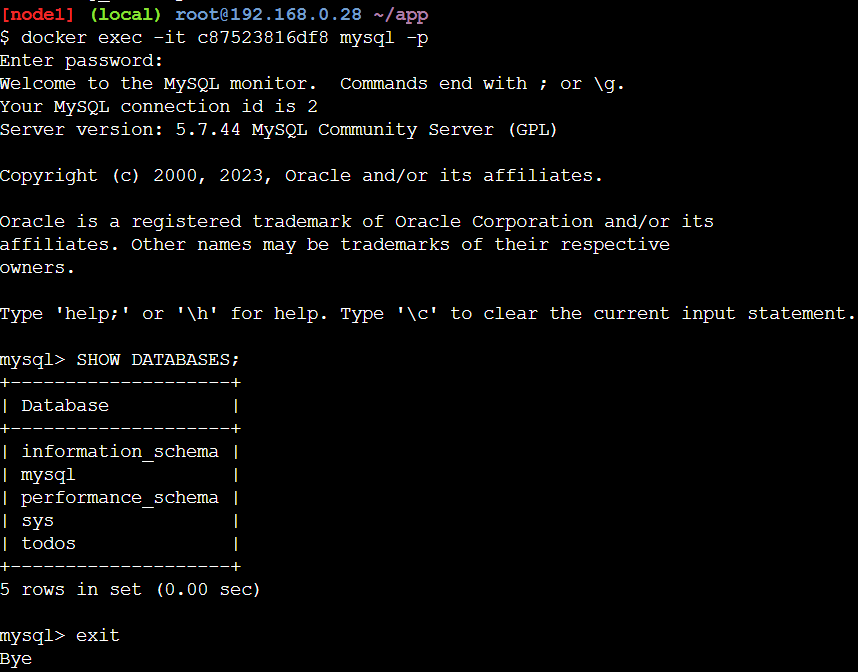 [node1] (local) root@192.168.0.28 ~/app
$ docker exec -it c87523816df8 mysql -p
Enter password:
Welcome to the MySQL monitor.  Commands end with ; or \g.
Your MySQL connection id is 2
Server version: 5.7.44 MySQL Community Server (GPL)

Copyright (c) 2000, 2023, Oracle and/or its affiliates.

Oracle is a registered trademark of Oracle Corporation and/or its
affiliates. Other names may be trademarks of their respective
owners.

Type 'help;' or '\h' for help. Type '\c' to clear the current input statement.

mysql> SHOW DATABASES;
+--------------------+
| Database           |
+--------------------+
| information_schema |
| mysql              |
| performance_schema |
| sys                |
| todos              |
+--------------------+
5 rows in set (0.00 sec)

mysql> exit
Bye